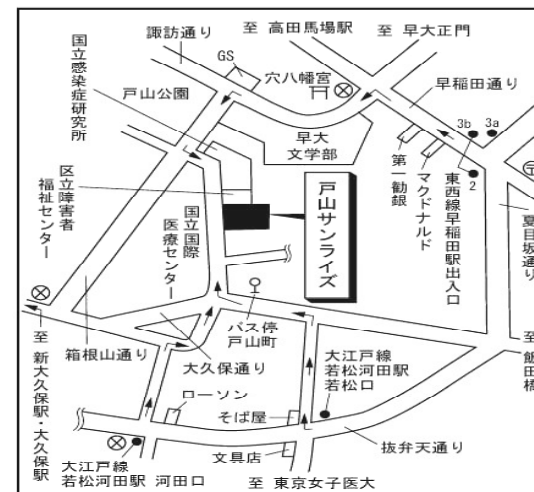 諏訪通り
至 高田馬場駅
至 早大正門
GS
穴八幡宮
早稲田通り
国立感染症研究所
戸山公園
3b
3a
早大
文学部
第一勧銀
マクドナルド
2
東西線早稲田駅出入口
夏目坂通り
区立障害者
福祉センター
国立国際
医療センター
戸山サンライズ
バス停
戸山町
至 新大久保駅・大久保駅
箱根山通り
大久保通り
大江戸線
若松河田駅
若松口
至 飯田橋
ローソン
そば屋
抜弁天通り
文具店
大江戸線
若松河田駅 河田口
至 東京女子医大